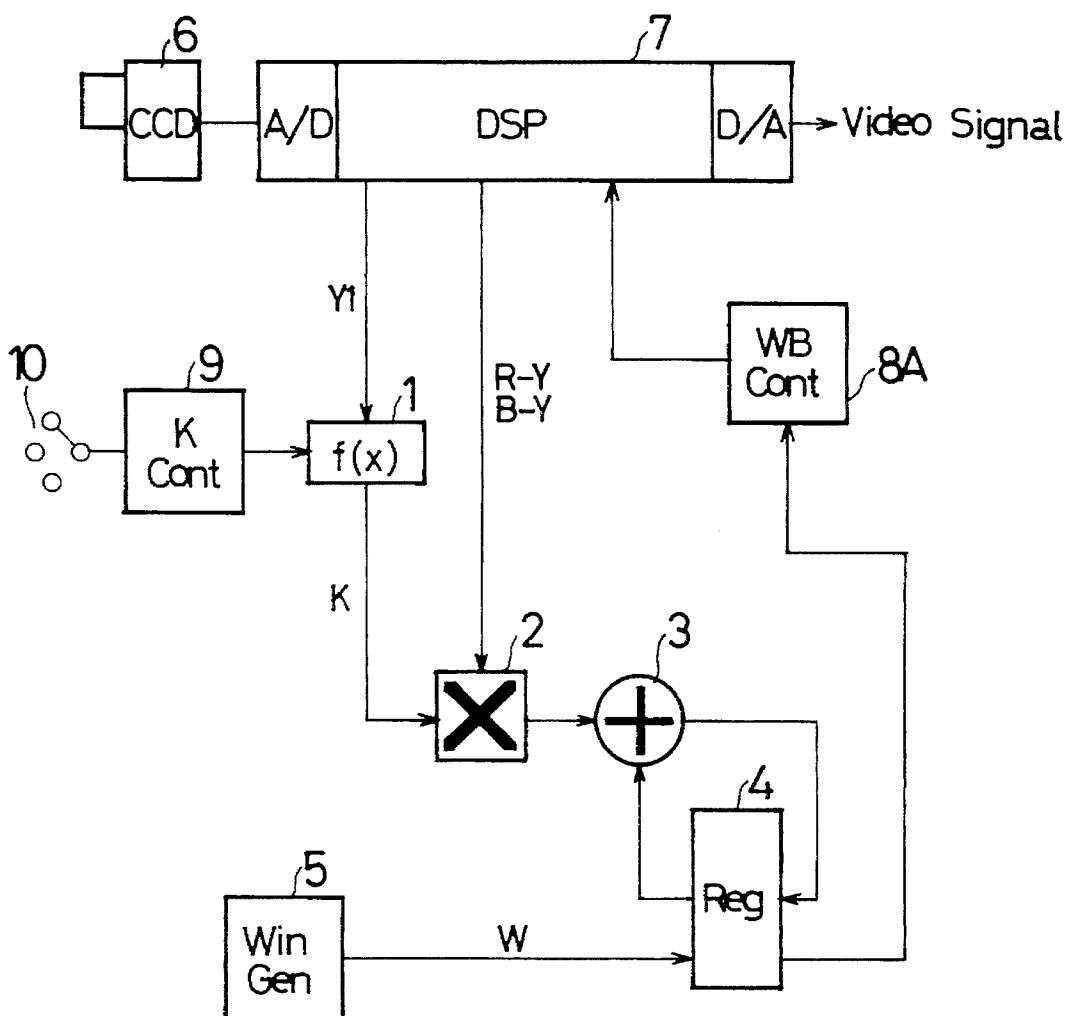 6
7
CCD
A/D
DSP
D/A
Video Signal
Y1
R-Y
B-Y
WB
Cont
8A
10
9
K
Cont
1
f(x)
K
2
3
4
Reg
5
Win
Gen
W